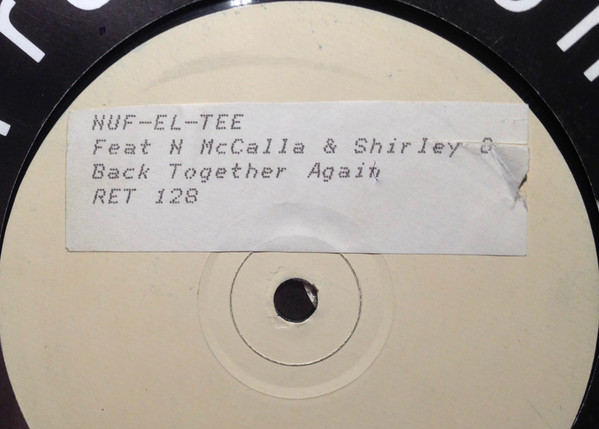 NUF-EL-TEE
Feat N McCalla & Shirley O
Back Together Again
RET 128